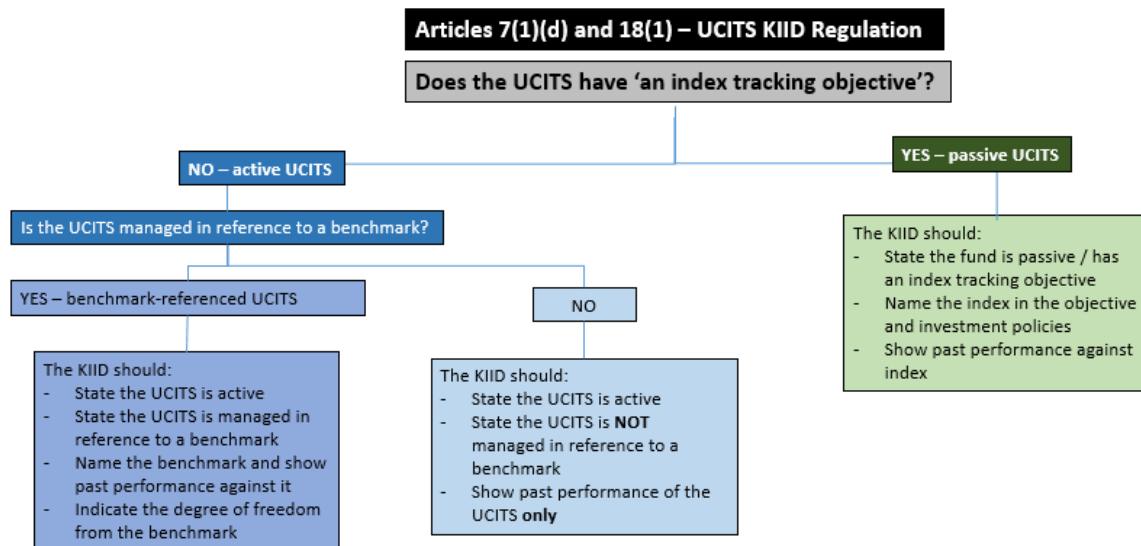 Articles 7(1)(d) and 18(1) – UCITS KIID Regulation
Does the UCITS have ‘an index tracking objective’?
NO – active UCITS
YES – passive UCITS
Is the UCITS managed in reference to a benchmark?
YES – benchmark-referenced UCITS
NO
The KIID should:
- State the UCITS is active
- State the UCITS is managed in
reference to a benchmark
- Name the benchmark and show
past performance against it
- Indicate the degree of freedom
from the benchmark
The KIID should:
- State the UCITS is active
- State the UCITS is NOT
managed in reference to a
benchmark
- Show past performance of the
UCITS only
The KIID should:
- State the fund is passive / has
an index tracking objective
- Name the index in the objective
and investment policies
- Show past performance against
index